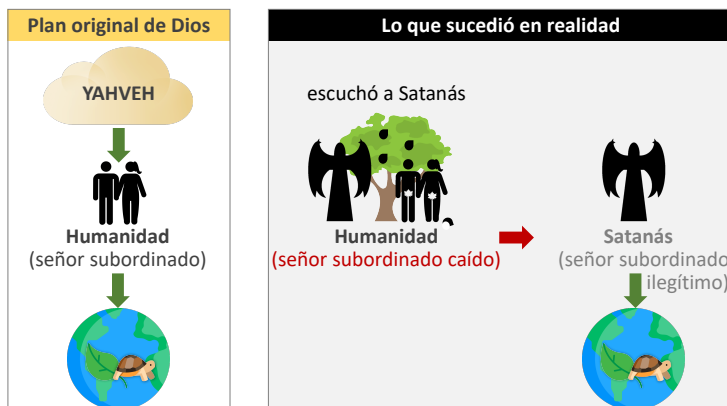 Plan original de Dios
YAHVEH
Humanidad
(señor subordinado)
Lo que sucedió en realidad
escuchó a Satanás
Humanidad
(señor subordinado caído)
Satanás
(señor subordinado
ilegítimo)